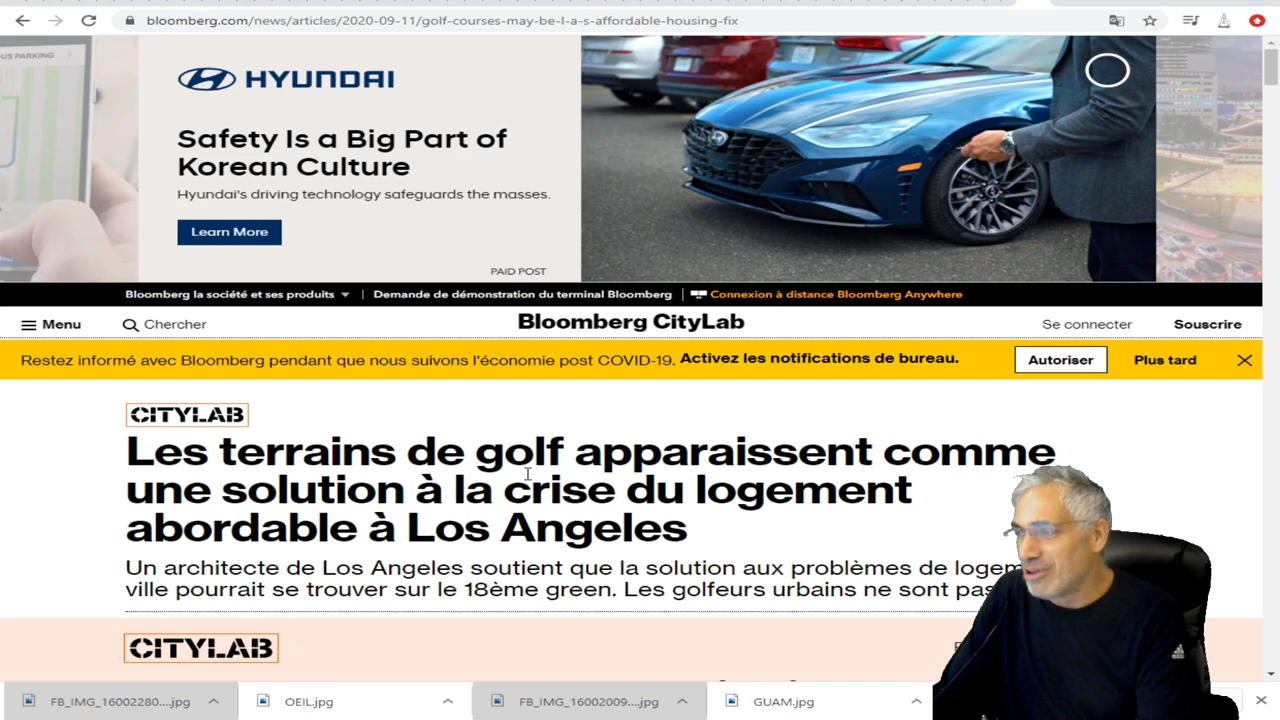 bloomberg.com/news/articles/2020-09-11/golf-courses-may-be-l-a-s-affordable-housing-fix
US PARKING
HYUNDAI
Safety Is a Big Part of
Korean Culture
Hyundai's driving technology safeguards the masses.
Learn More
PAID POST
Bloomberg la société et ses produits
Demande de démonstration du terminal Bloomberg
Connexion à distance Bloomberg Anywhere
Menu
Chercher
Bloomberg CityLab
Se connecter
Souscrire
Restez informé avec Bloomberg pendant que nous suivons l'économie post COVID-19. Activez les notifications de bureau.
Autoriser
Plus tard
CITYLAB
Les terrains de golf apparaissent comme
une solution à la crise du logement
abordable à Los Angeles
Un architecte de Los Angeles soutient que la solution aux problèmes de logem
ville pourrait se trouver sur le 18ème green. Les golfeurs urbains ne sont pas
CITYLAB
FB_IMG_16002280....jpg
OEIL.jpg
FB_IMG_16002009....jpg
GUAM.jpg